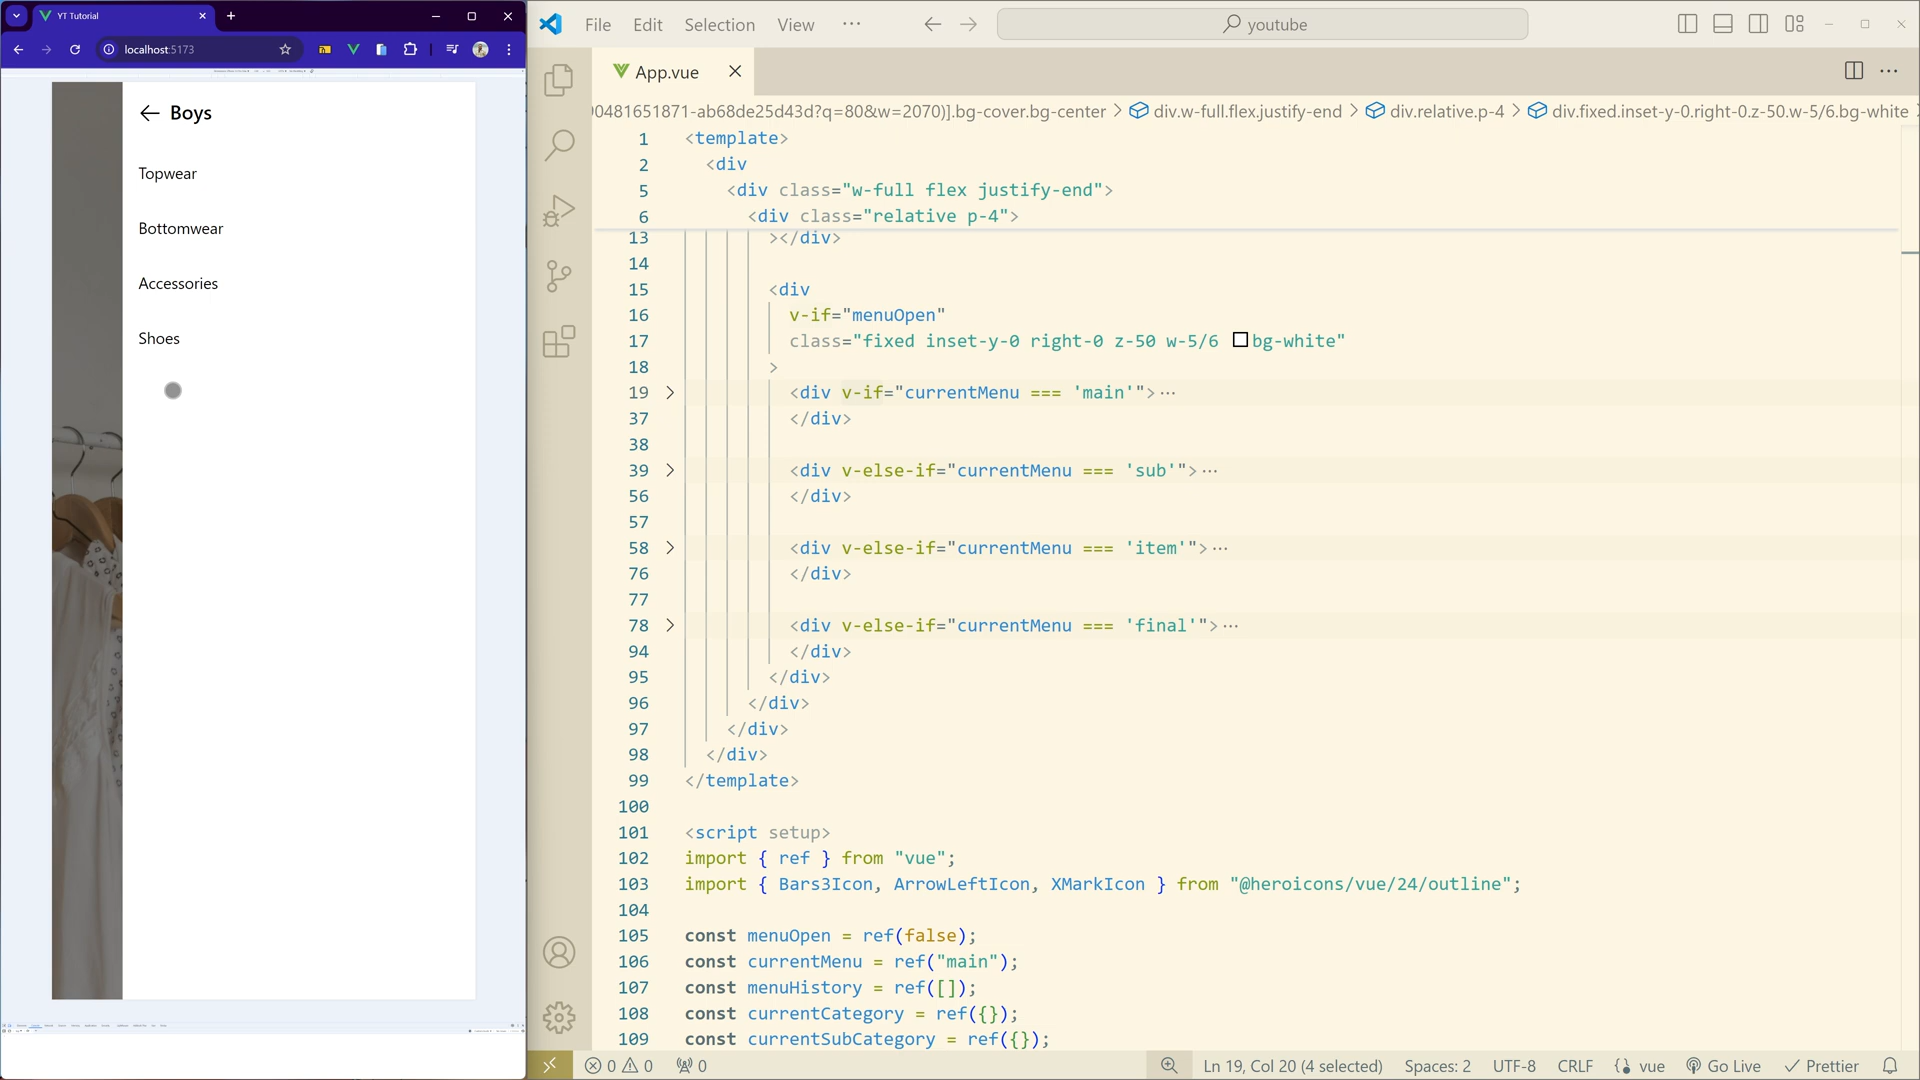 YT Tutorial
localhost:5173
Boys
Topwear
Bottomwear
Accessories
Shoes
File Edit Selection View ···
youtube
App.vue
00481651871-ab68de25d43d?q=80&w=2070)].bg-cover.bg-center > div.w-full.flex.justify-end > div.relative.p-4 > div.fixed.inset-y-0.right-0.z-50.w-5/6.bg-white
1 <template>
2 <div
5 <div class="w-full flex justify-end">
6 <div class="relative p-4">
13 ></div>
14
15 <div
16 v-if="menuOpen"
17 class="fixed inset-y-0 right-0 z-50 w-5/6 bg-white"
18 >
19 <div v-if="currentMenu === 'main'">···
37 </div>
38
39 <div v-else-if="currentMenu === 'sub'">···
56 </div>
57
58 <div v-else-if="currentMenu === 'item'">···
76 </div>
77
78 <div v-else-if="currentMenu === 'final'">···
94 </div>
95 </div>
96 </div>
97 </div>
98 </div>
99 </template>
100
101 <script setup>
102 import { ref } from "vue";
103 import { Bars3Icon, ArrowLeftIcon, XMarkIcon } from "@heroicons/vue/24/outline";
104
105 const menuOpen = ref(false);
106 const currentMenu = ref("main");
107 const menuHistory = ref([]);
108 const currentCategory = ref({});
109 const currentSubCategory = ref({});
0 0 0 Ln 19, Col 20 (4 selected) Spaces: 2 UTF-8 CRLF vue Go Live Prettier